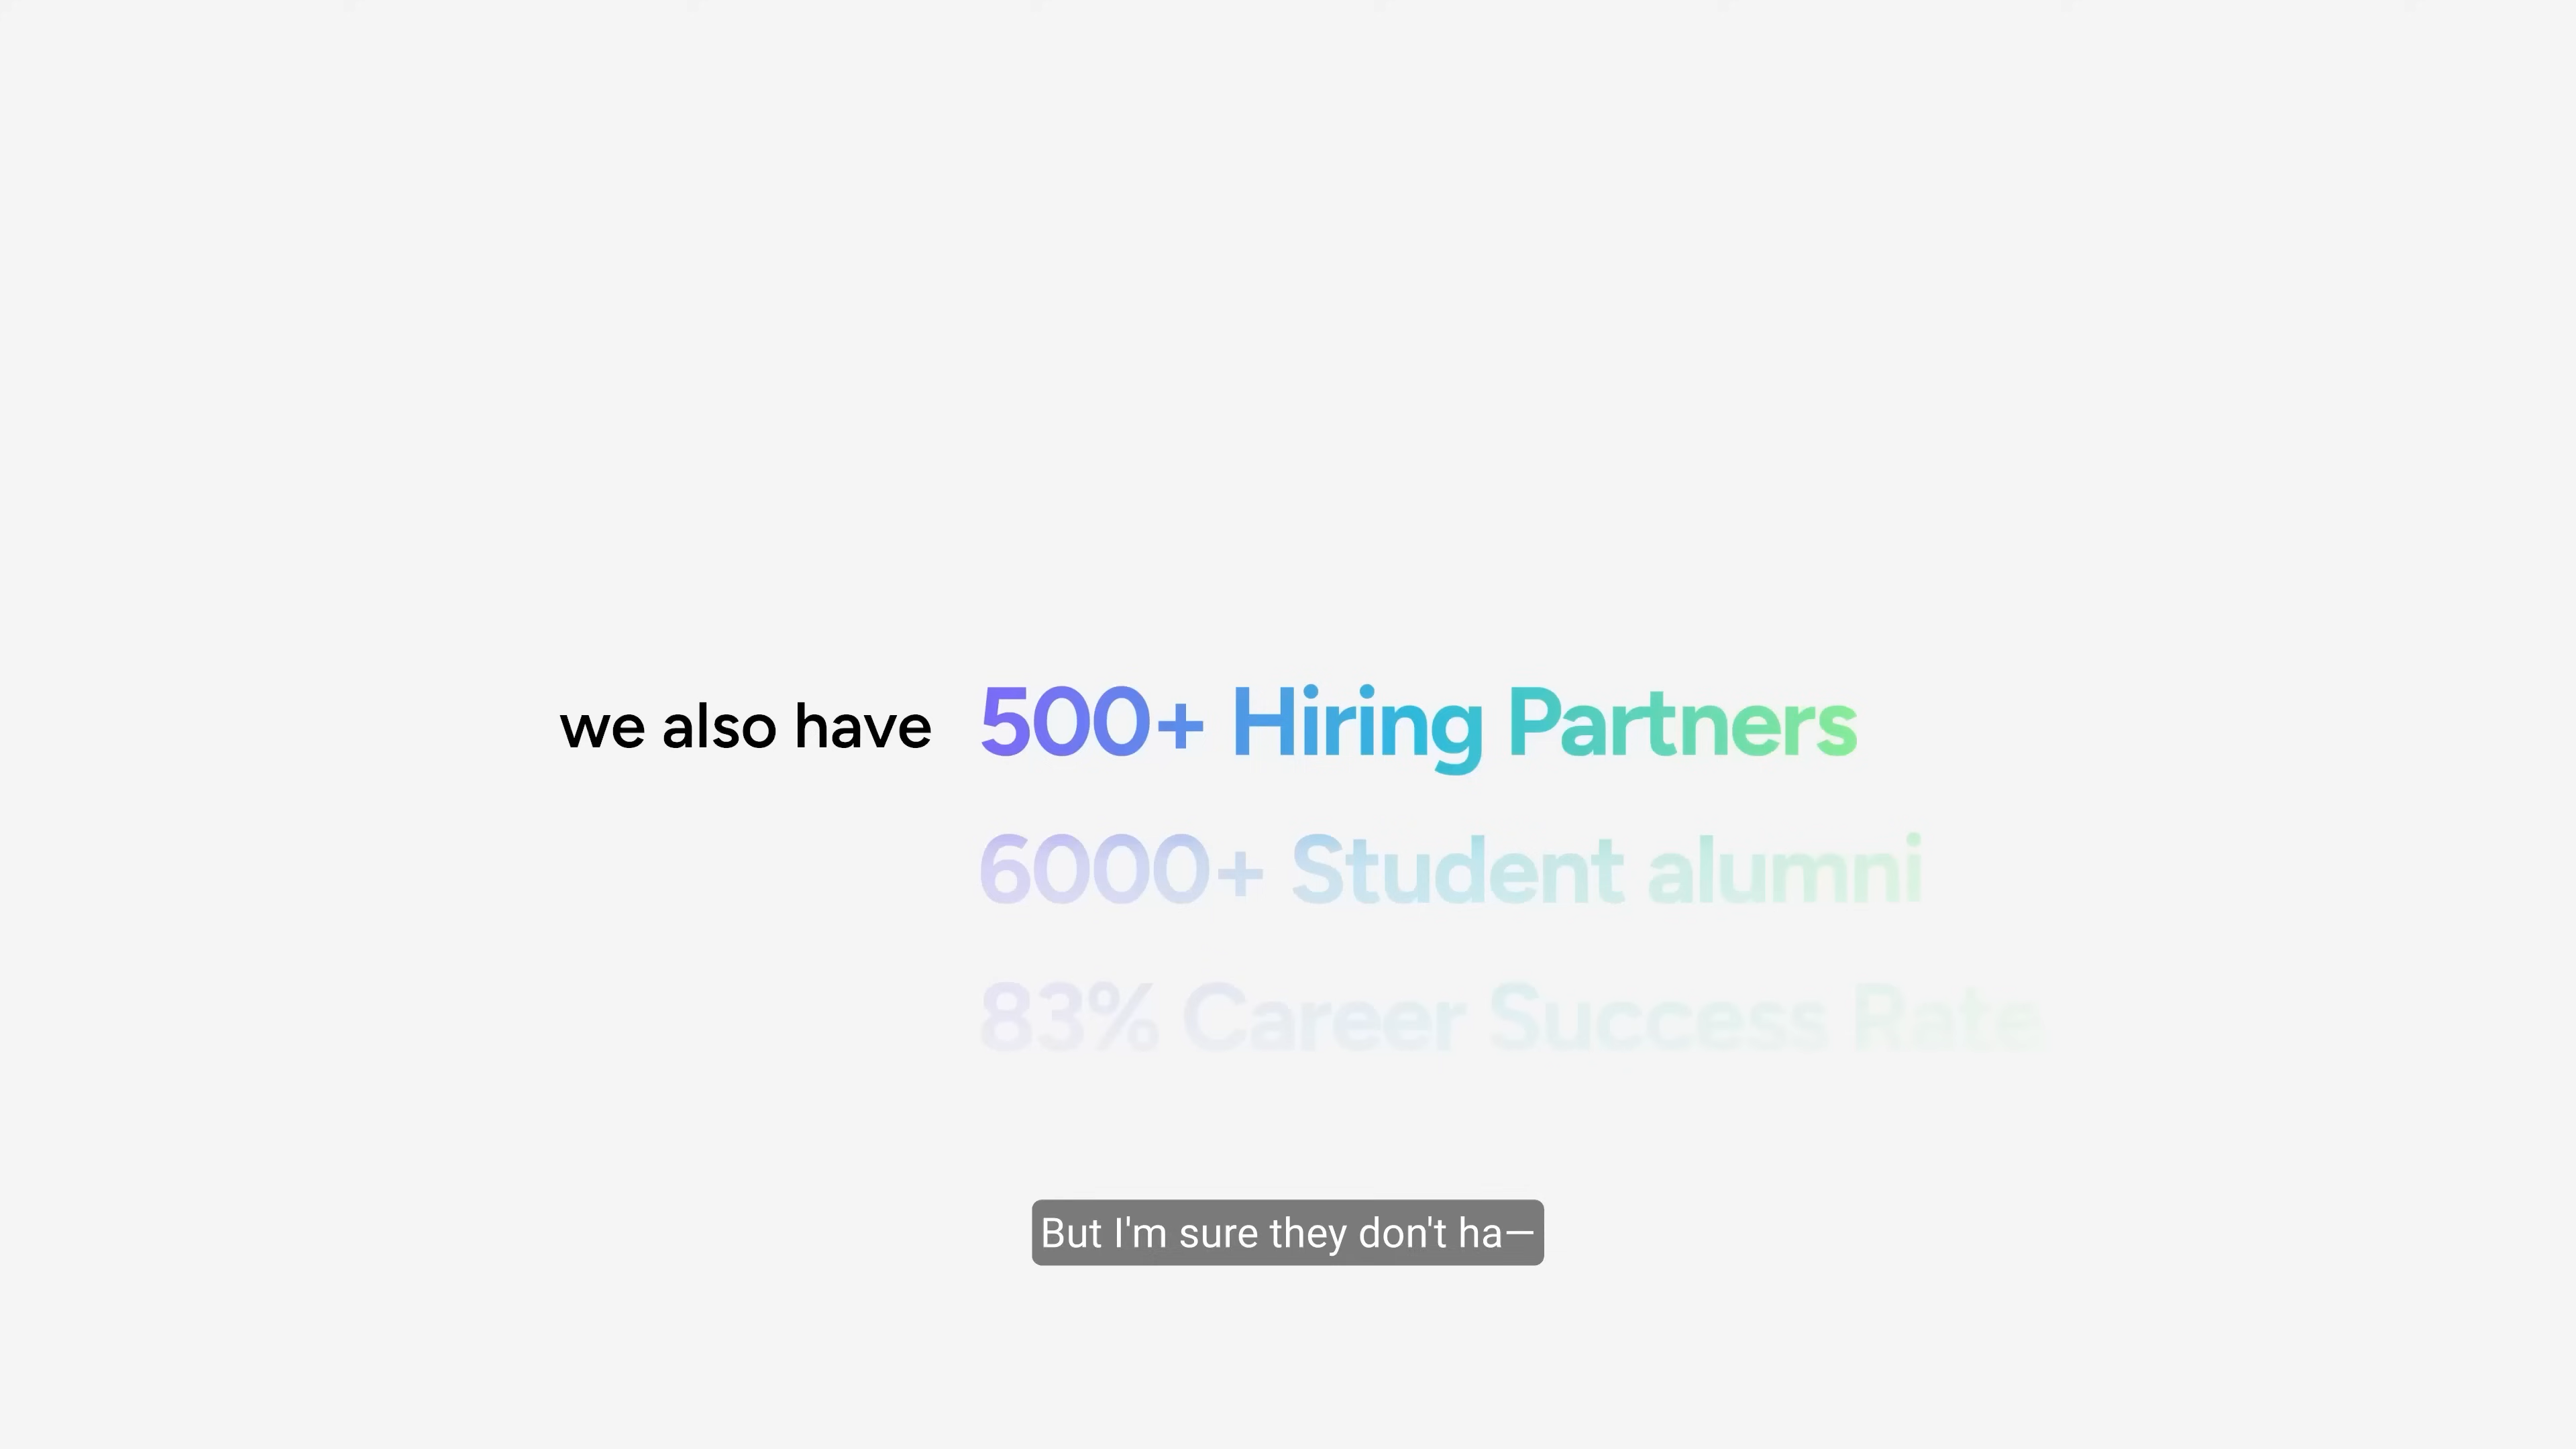 we also have 500+ Hiring Partners
6000+ Student alumni
83% Career Success Rate
But I'm sure they don't ha—